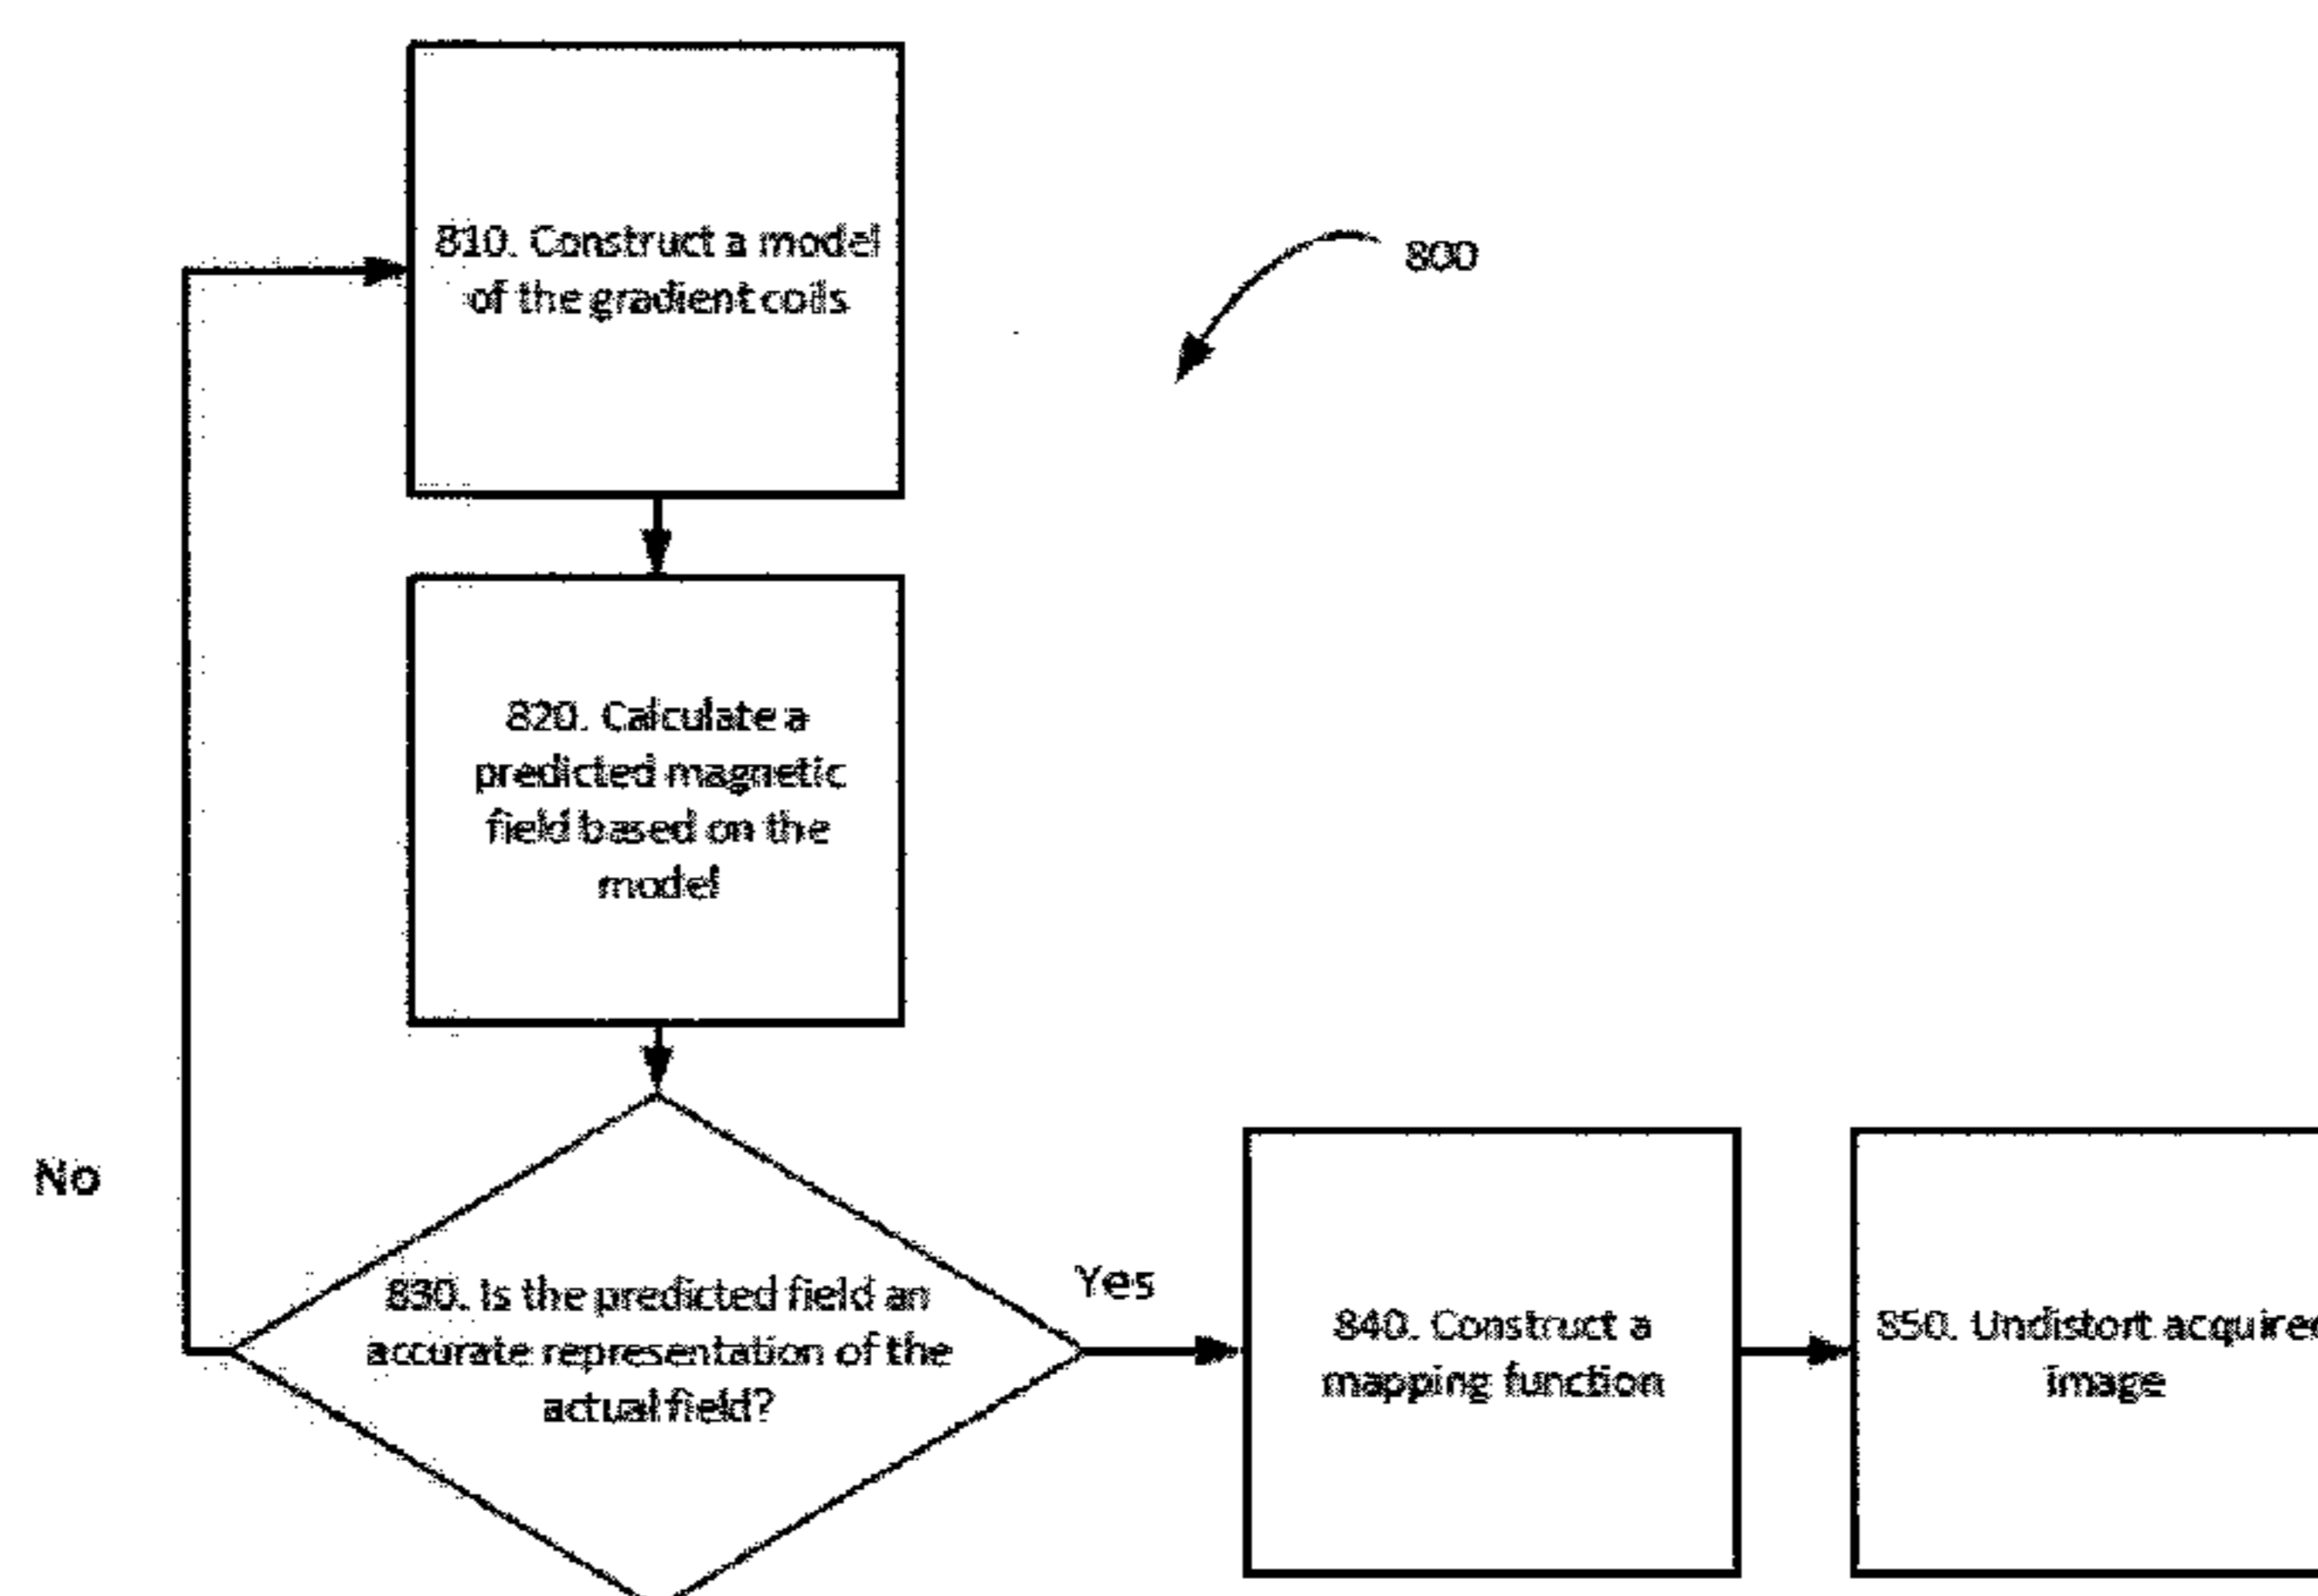 810. Construct a model
of the gradient coils
800
820. Calculate a
predicted magnetic
field based on the
model
No
830. Is the predicted field an
accurate representation of the
actual field?
Yes
840. Construct a
mapping function
850. Undistort acquired
image